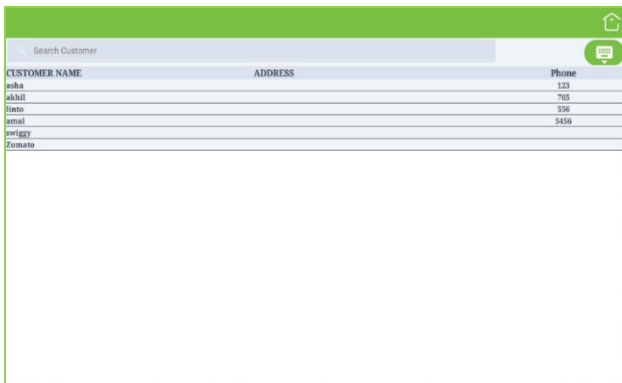 Search Customer
CUSTOMER NAME ADDRESS Phone
asha 123
akhil 765
linto 556
amal 5456
swiggy
Zomato